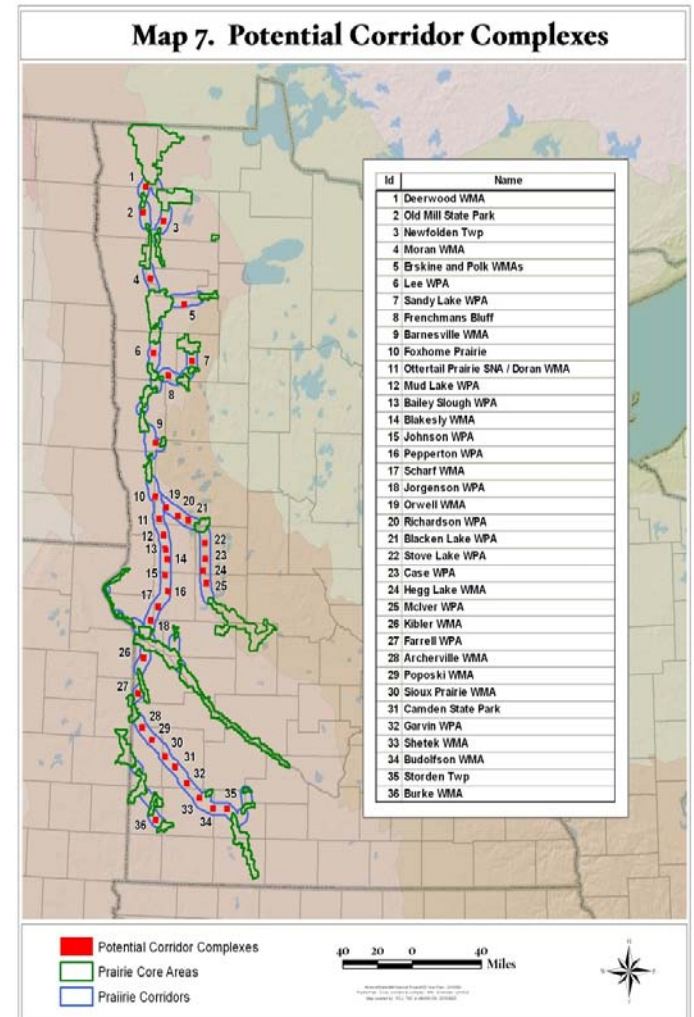 Map 7. Potential Corridor Complexes
1
2
3
4
5
6
7
8
9
10
19
20
21
11
12
22
13
23
14
24
15
25
16
17
18
26
27
28
29
30
31
32
35
33
34
36
Id Name
1 Deerwood WMA
2 Old Mill State Park
3 Newfolden Twp
4 Moran WMA
5 Erskine and Polk WMAs
6 Lee WPA
7 Sandy Lake WPA
8 Frenchmans Bluff
9 Barnesville WMA
10 Foxhome Prairie
11 Ottertail Prairie SNA / Doran WMA
12 Mud Lake WPA
13 Bailey Slough WPA
14 Blakesly WMA
15 Johnson WPA
16 Pepperton WPA
17 Scharf WMA
18 Jorgenson WPA
19 Orwell WMA
20 Richardson WPA
21 Blacken Lake WPA
22 Stove Lake WPA
23 Case WPA
24 Hegg Lake WMA
25 McIver WPA
26 Kibler WMA
27 Farrell WPA
28 Archerville WMA
29 Poposki WMA
30 Sioux Prairie WMA
31 Camden State Park
32 Garvin WPA
33 Shetek WMA
34 Budolfson WMA
35 Storden Twp
36 Burke WMA
Potential Corridor Complexes
Prairie Core Areas
Prairie Corridors
40 20 0 40
Miles